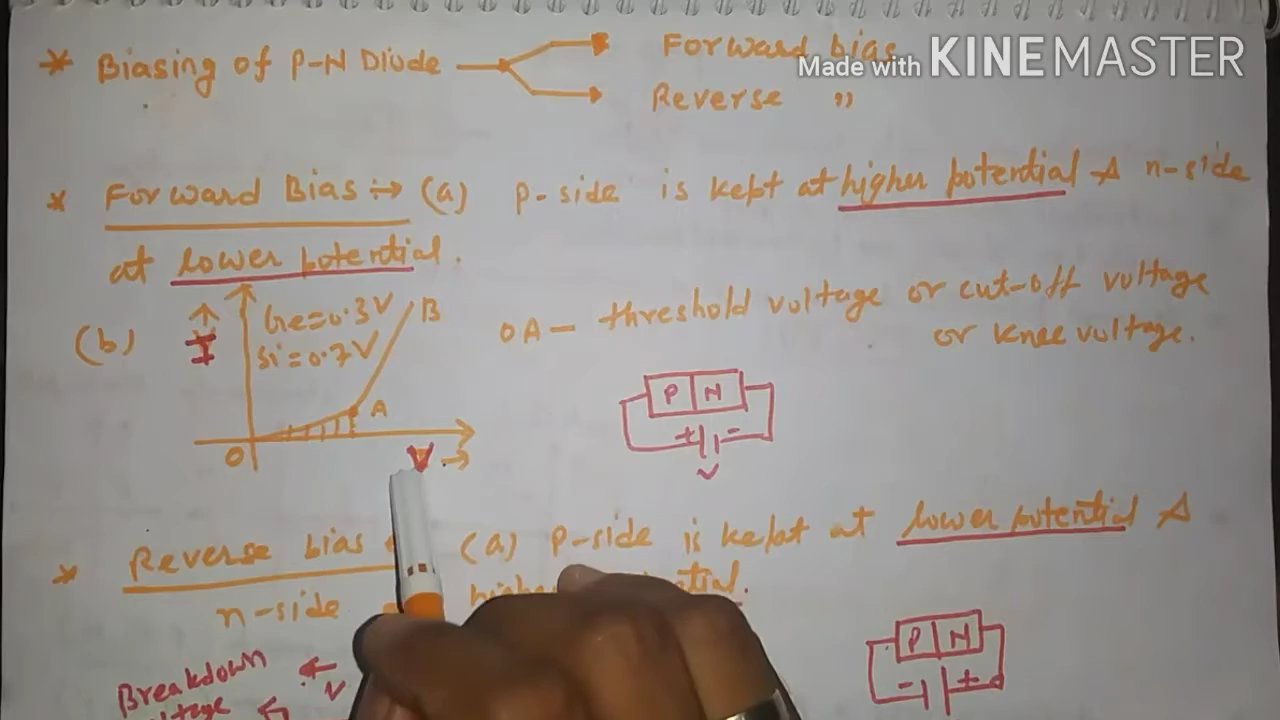 * Biasing of P-N Diode
Forward bias
Reverse "
Made with KINEMASTER
* Forward Bias :→ (a) P-side is kept at higher potential & n-side
at lower potential.
(b) I
Ge=0.3V
Si=0.7V
B
A
O
V
OA — threshold voltage or cut-off voltage
or knee voltage.
P N
+ -
V
* Reverse bias (a) P-side is kept at lower potential &
n-side
P N
- +
Breakdown
V